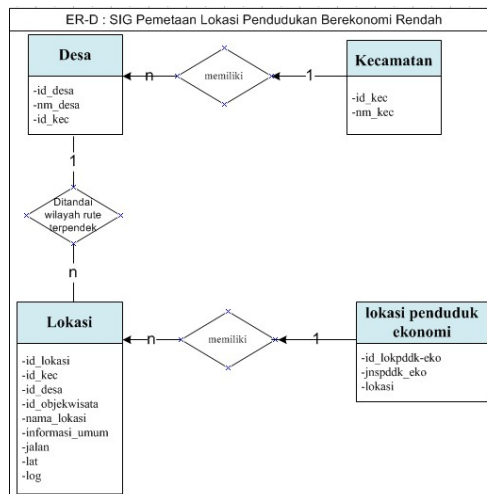 ER-D : SIG Pemetaan Lokasi Pendudukan Berekonomi Rendah
Desa
-id_desa
-nm_desa
-id_kec
n
memiliki
1
Kecamatan
-id_kec
-nm_kec
1
Ditandai
wilayah rute
terpendek
n
Lokasi
-id_lokasi
-id_kec
-id_desa
-id_objekwisata
-nama_lokasi
-informasi_umum
-jalan
-lat
-log
n
memiliki
1
lokasi penduduk
ekonomi
-id_lokpddk-eko
-jnspddk_eko
-lokasi